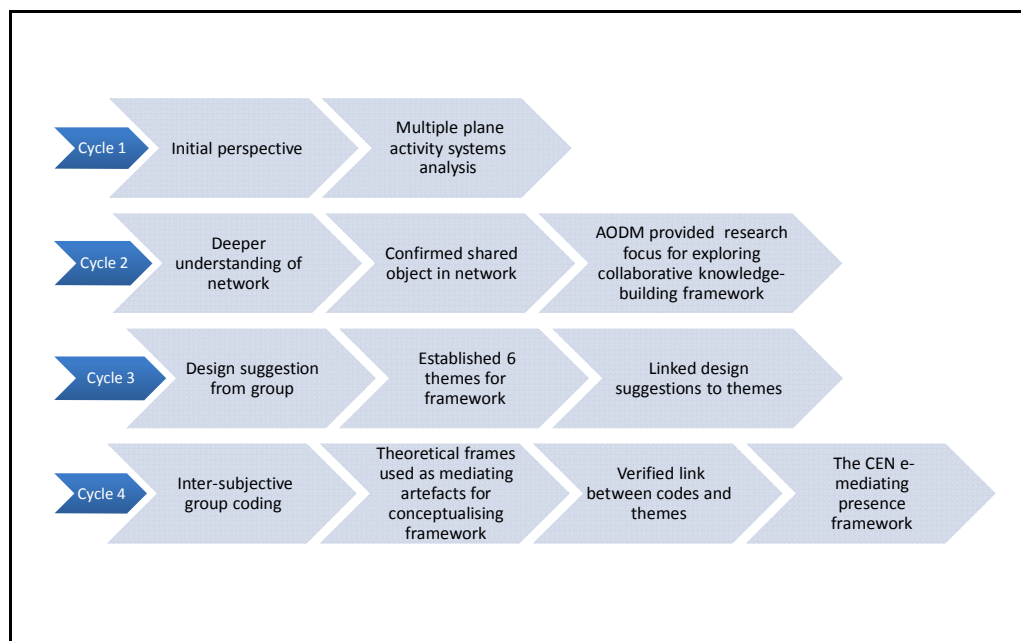 Cycle 1
Initial perspective
Multiple plane
activity systems
analysis
Cycle 2
Deeper
understanding of
network
Confirmed shared
object in network
AODM provided research
focus for exploring
collaborative knowledge-
building framework
Cycle 3
Design suggestion
from group
Established 6
themes for
framework
Linked design
suggestions to themes
Cycle 4
Inter-subjective
group coding
Theoretical frames
used as mediating
artefacts for
conceptualising
framework
Verified link
between codes and
themes
The CEN e-
mediating
presence
framework